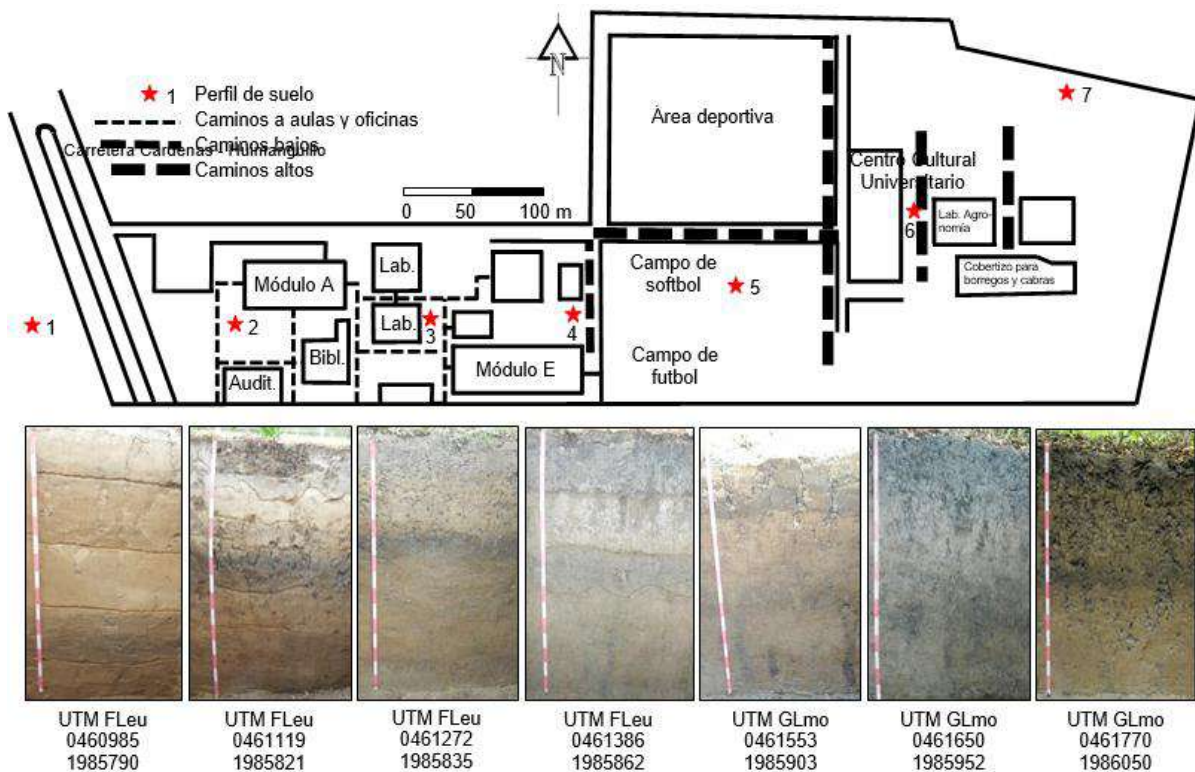 N
1 Perfil de suelo
Caminos a aulas y oficinas
Caminos bajos
Carretera Cárdenas - Huimanguillo
Caminos altos
0 50 100 m
Área deportiva
7
Centro Cultural
Universitario
6
Lab. Agro-
nomía
Cobertizo para
borregos y cabras
Lab.
Módulo A
Campo de
softbol
5
1
2
Lab.
3
4
Bibl.
Módulo E
Campo de
futbol
Audit.
UTM FLeu
0460985
1985790
UTM FLeu
0461119
1985821
UTM FLeu
0461272
1985835
UTM FLeu
0461386
1985862
UTM GLmo
0461553
1985903
UTM GLmo
0461650
1985952
UTM GLmo
0461770
1986050